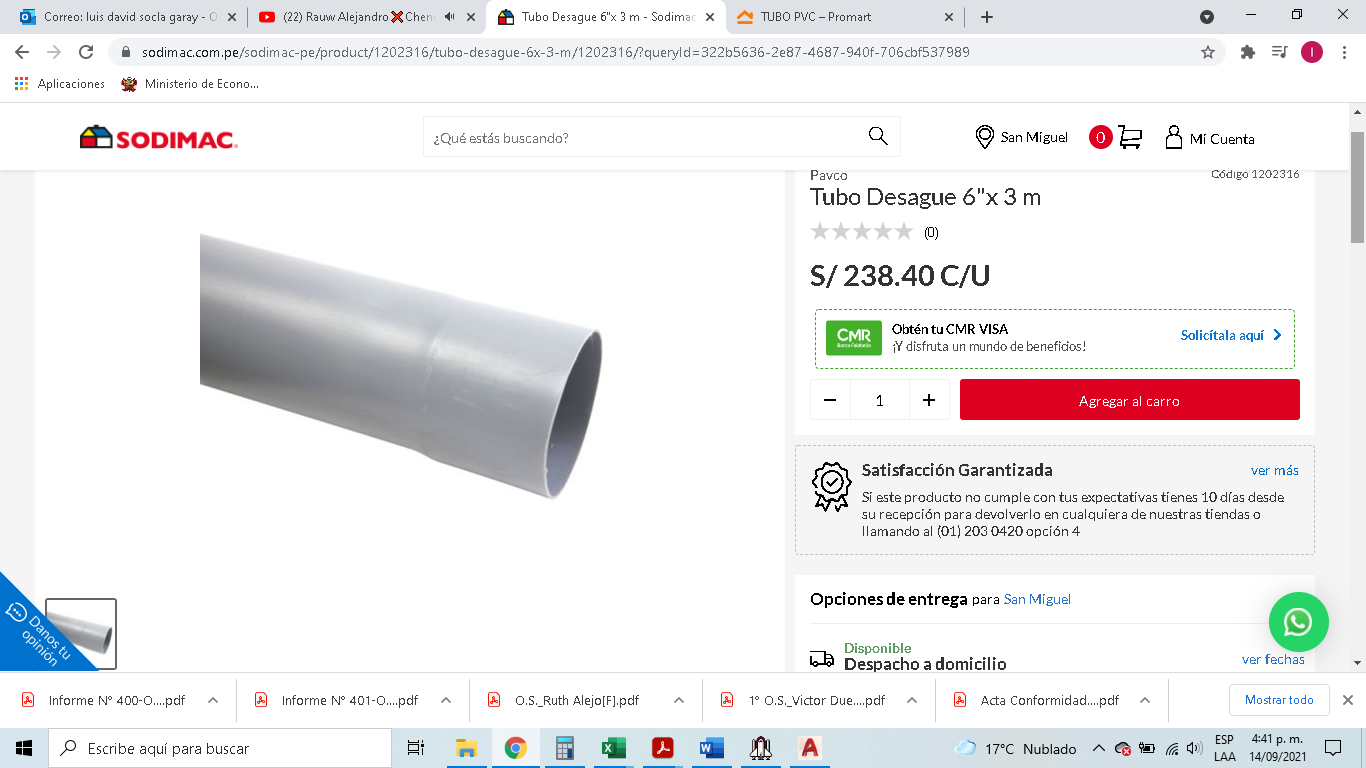 Correo: luis david socla garay - O
(22) Rauw Alejandro❌Chen
Tubo Desague 6"x 3 m - Sodimac
TUBO PVC – Promart
sodimac.com.pe/sodimac-pe/product/1202316/tubo-desague-6x-3-m/1202316/?queryId=322b5636-2e87-4687-940f-706cbf537989
I
Aplicaciones
Ministerio de Econo...
SODIMAC
¿Qué estás buscando?
San Miguel
0
Mi Cuenta
Pavco
Código 1202316
Tubo Desague 6"x 3 m
(0)
S/ 238.40 C/U
CMR
Banco Falabella
Obtén tu CMR VISA
¡Y disfruta un mundo de beneficios!
Solicítala aquí
− 1 +
Agregar al carro
Satisfacción Garantizada
ver más
Si este producto no cumple con tus expectativas tienes 10 días desde
su recepción para devolverlo en cualquiera de nuestras tiendas o
llamando al (01) 203 0420 opción 4
Opciones de entrega para San Miguel
Disponible
Despacho a domicilio
ver fechas
Danos tu
opinión
Informe N° 400-O....pdf
Informe N° 401-O....pdf
O.S._Ruth Alejo[F].pdf
1° O.S._Victor Due....pdf
Acta Conformidad....pdf
Mostrar todo
Escribe aquí para buscar
17°C Nublado
ESP
LAA
4:41 p. m.
14/09/2021